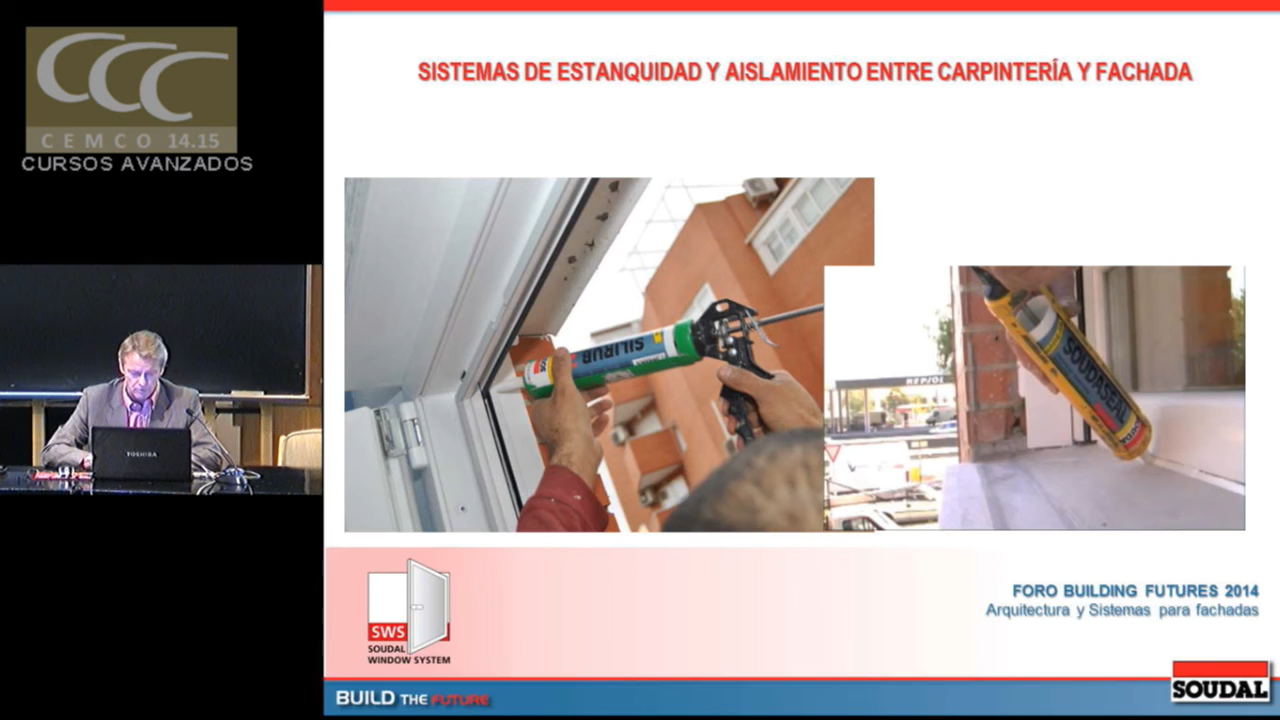 CCC
CEMCO 14.15
CURSOS AVANZADOS
TOSHIBA
SISTEMAS DE ESTANQUIDAD Y AISLAMIENTO ENTRE CARPINTERÍA Y FACHADA
SILIRUB
REPSOL
SOUDASEAL
SWS
SOUDAL
WINDOW SYSTEM
FORO BUILDING FUTURES 2014
Arquitectura y Sistemas para fachadas
BUILD THE FUTURE
SOUDAL